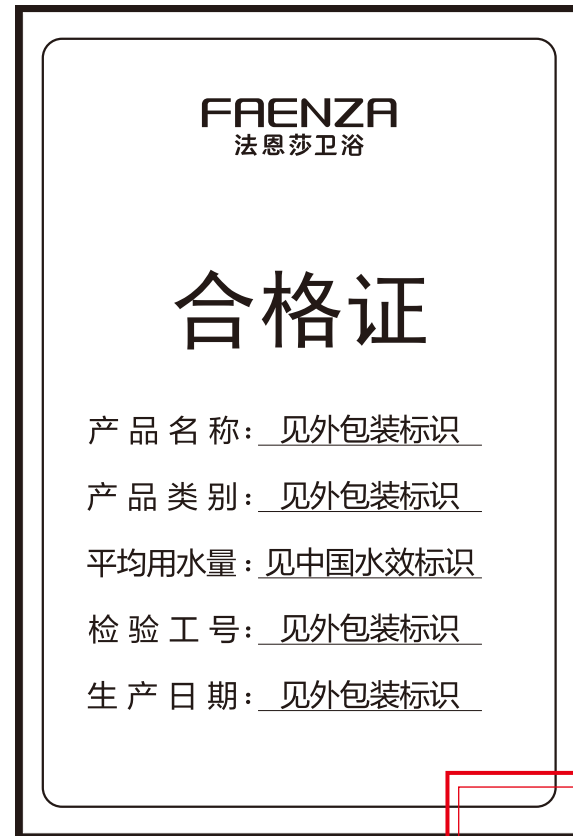 FAENZA
法恩莎卫浴
合格证
产品名称：见外包装标识
产品类别：见外包装标识
平均用水量：见中国水效标识
检验工号：见外包装标识
生产日期：见外包装标识